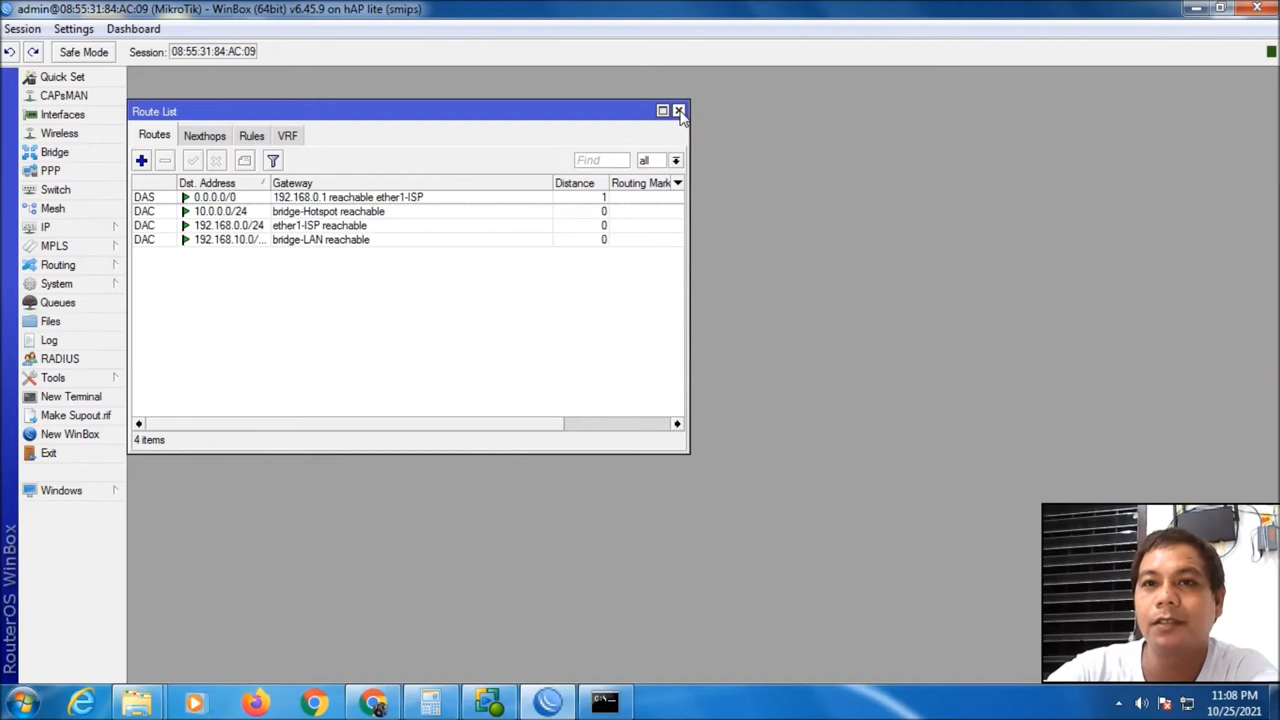 admin@08:55:31:84:AC:09 (MikroTik) - WinBox (64bit) v6.45.9 on hAP lite (smips)
Session Settings Dashboard
Safe Mode Session: 08:55:31:84:AC:09
Quick Set
CAPsMAN
Interfaces
Wireless
Bridge
PPP
Switch
Mesh
IP
MPLS
Routing
System
Queues
Files
Log
RADIUS
Tools
New Terminal
Make Supout.rif
New WinBox
Exit
Windows
RouterOS WinBox
Route List
Routes Nexthops Rules VRF
Find all
Dst. Address Gateway Distance Routing Mark
DAS 0.0.0.0/0 192.168.0.1 reachable ether1-ISP 1
DAC 10.0.0.0/24 bridge-Hotspot reachable 0
DAC 192.168.0.0/24 ether1-ISP reachable 0
DAC 192.168.10.0/... bridge-LAN reachable 0
4 items
11:08 PM
10/25/2021